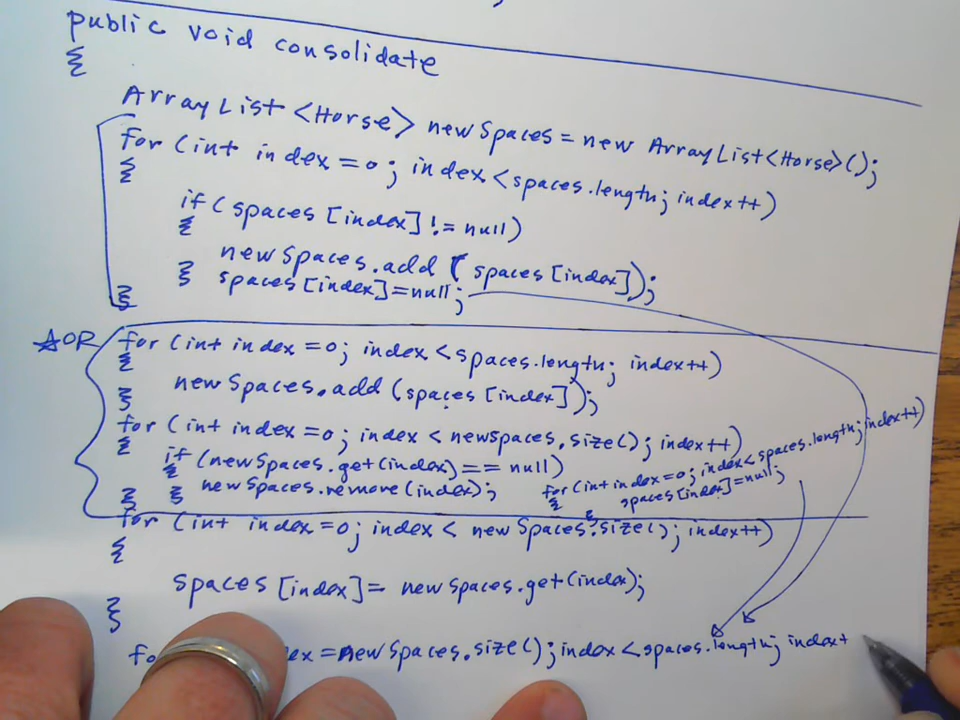 public void consolidate
{
ArrayList <Horse> newSpaces = new ArrayList<Horse>();
for (int index = 0; index < spaces.length; index++)
{
if (spaces [index] != null)
{
newSpaces.add (spaces [index]);
} spaces [index] = null;
}
☆OR for (int index = 0; index < spaces.length; index++)
{
newSpaces.add (spaces [index]);
}
for (int index = 0; index < newspaces.size(); index++)
{
if (newSpaces.get(index) == null)
{ newSpaces.remove (index);
} }
for (int index = 0; index < spaces.length; index++)
{ spaces [index] = null;
}
for (int index = 0; index < newSpaces.size(); index++)
{
spaces [index] = newSpaces.get (index);
}
fo ex = newSpaces.size(); index < spaces.length; index+